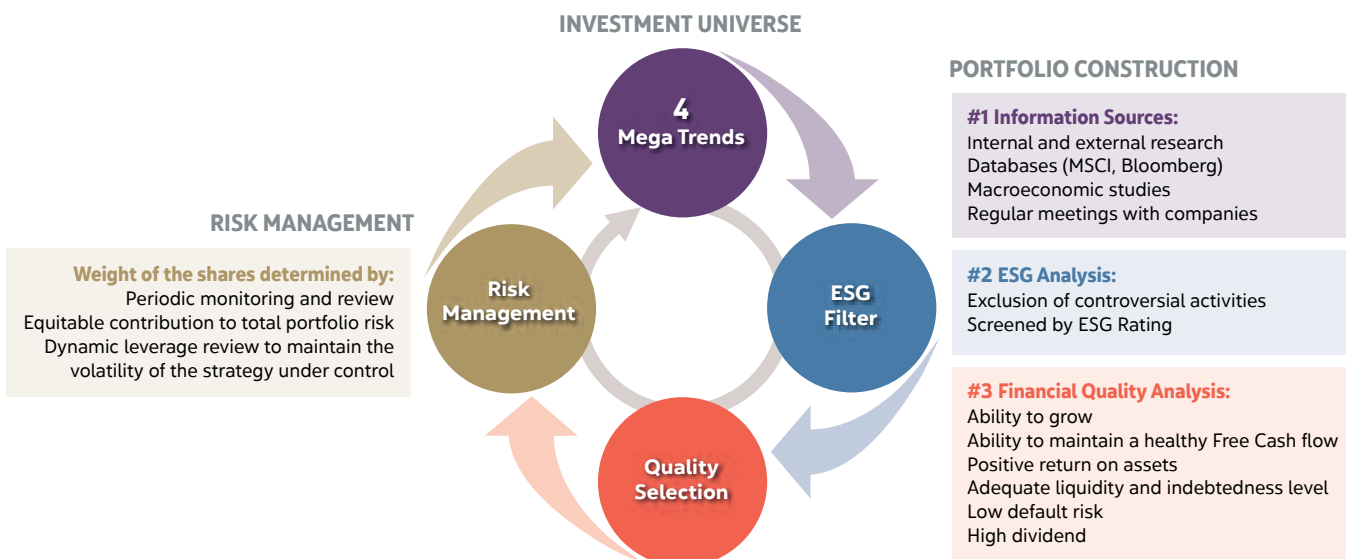 INVESTMENT UNIVERSE
4
Mega Trends
ESG
Filter
Quality
Selection
Risk
Management
RISK MANAGEMENT
Weight of the shares determined by:
Periodic monitoring and review
Equitable contribution to total portfolio risk
Dynamic leverage review to maintain the
volatility of the strategy under control
PORTFOLIO CONSTRUCTION
#1 Information Sources:
Internal and external research
Databases (MSCI, Bloomberg)
Macroeconomic studies
Regular meetings with companies
#2 ESG Analysis:
Exclusion of controversial activities
Screened by ESG Rating
#3 Financial Quality Analysis:
Ability to grow
Ability to maintain a healthy Free Cash flow
Positive return on assets
Adequate liquidity and indebtedness level
Low default risk
High dividend